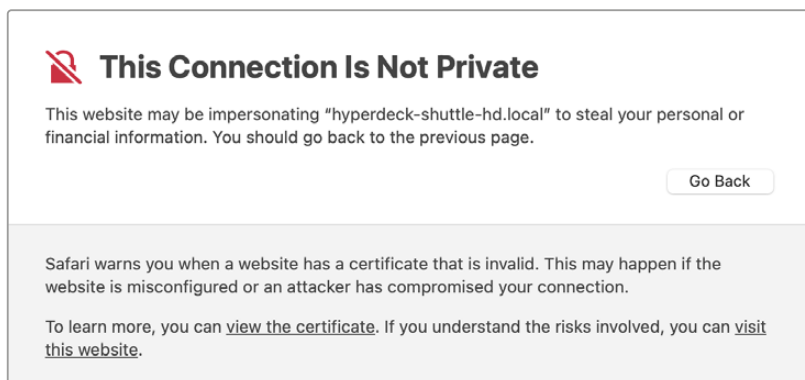 This Connection Is Not Private
This website may be impersonating “hyperdeck-shuttle-hd.local” to steal your personal or
financial information. You should go back to the previous page.
Go Back
Safari warns you when a website has a certificate that is invalid. This may happen if the
website is misconfigured or an attacker has compromised your connection.
To learn more, you can view the certificate. If you understand the risks involved, you can visit
this website.